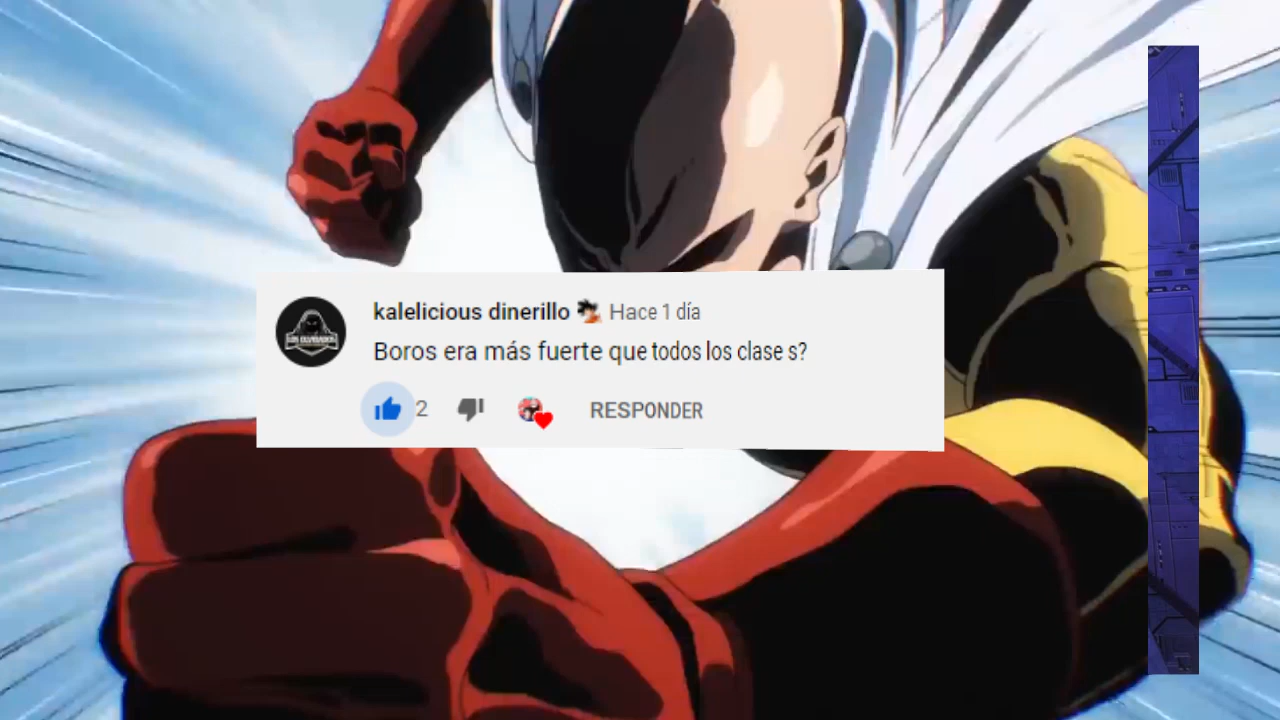 kalelicious dinerillo Hace 1 día
Boros era más fuerte que todos los clase s?
2 RESPONDER